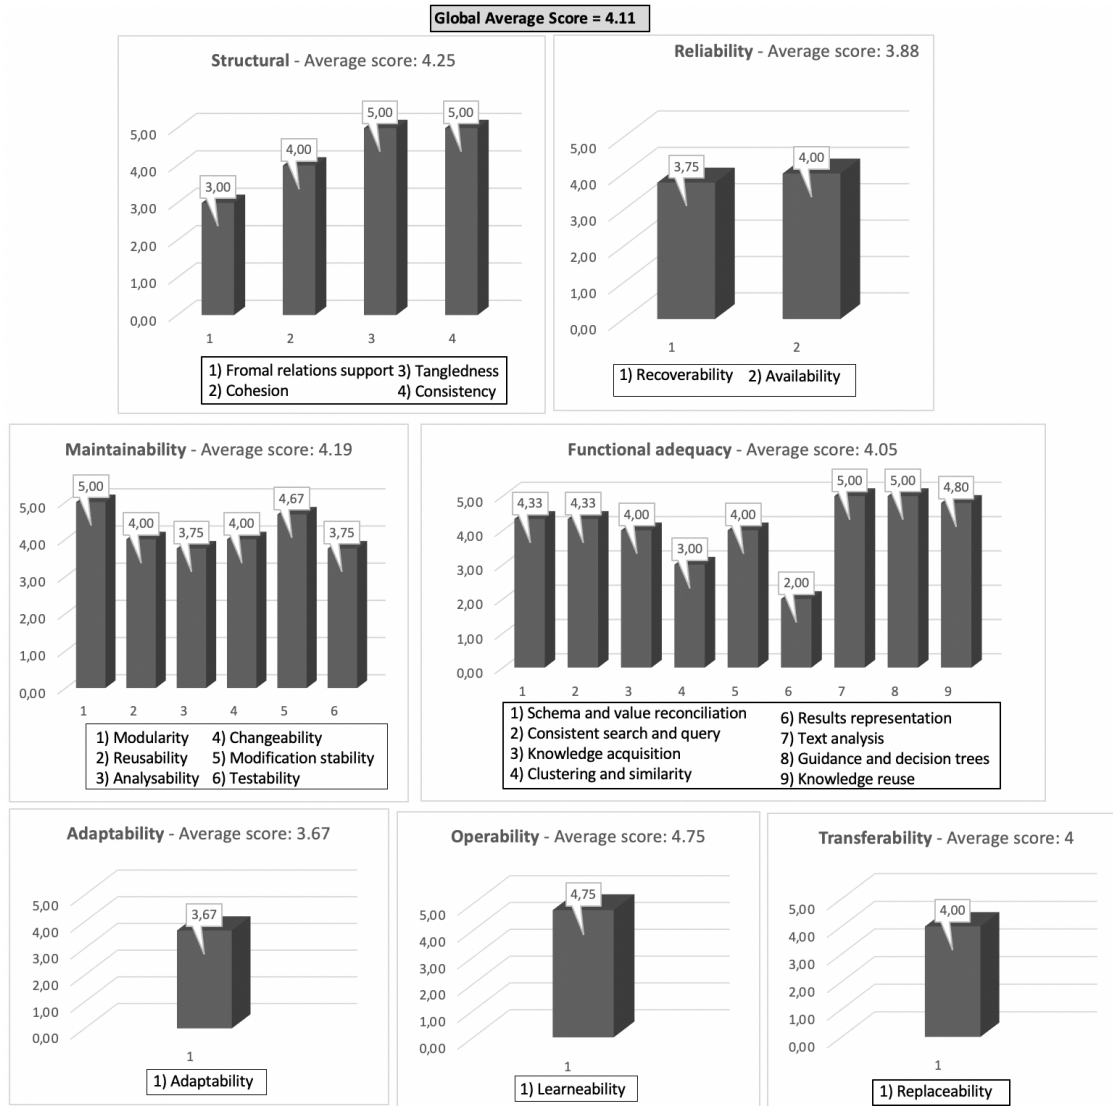 Global Average Score = 4.11
Structural - Average score: 4.25
5,00
4,00
3,00
2,00
1,00
0,00
3,00
4,00
5,00
5,00
1 2 3 4
1) Fromal relations support 3) Tangledness
2) Cohesion 4) Consistency
Reliability - Average score: 3.88
5,00
4,00
3,00
2,00
1,00
0,00
3,75
4,00
1 2
1) Recoverability 2) Availability
Maintainability - Average score: 4.19
5,00
4,00
3,00
2,00
1,00
0,00
5,00
4,00
3,75
4,00
4,67
3,75
1 2 3 4 5 6
1) Modularity 4) Changeability
2) Reusability 5) Modification stability
3) Analysability 6) Testability
Functional adequacy - Average score: 4.05
5,00
4,00
3,00
2,00
1,00
0,00
4,33
4,33
4,00
3,00
4,00
2,00
5,00
5,00
4,80
1 2 3 4 5 6 7 8 9
1) Schema and value reconciliation
2) Consistent search and query
3) Knowledge acquisition
4) Clustering and similarity
6) Results representation
7) Text analysis
8) Guidance and decision trees
9) Knowledge reuse
Adaptability - Average score: 3.67
5,00
4,00
3,00
2,00
1,00
0,00
3,67
1
1) Adaptability
Operability - Average score: 4.75
5,00
4,00
3,00
2,00
1,00
0,00
4,75
1
1) Learneability
Transferability - Average score: 4
5,00
4,00
3,00
2,00
1,00
0,00
4,00
1
1) Replaceability